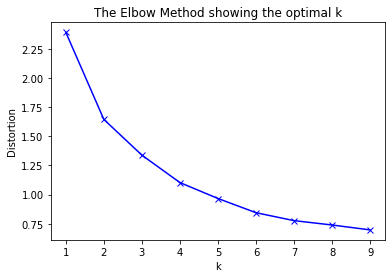 The Elbow Method showing the optimal k
2.25
2.00
1.75
1.50
1.25
1.00
0.75
Distortion
1 2 3 4 5 6 7 8 9
k